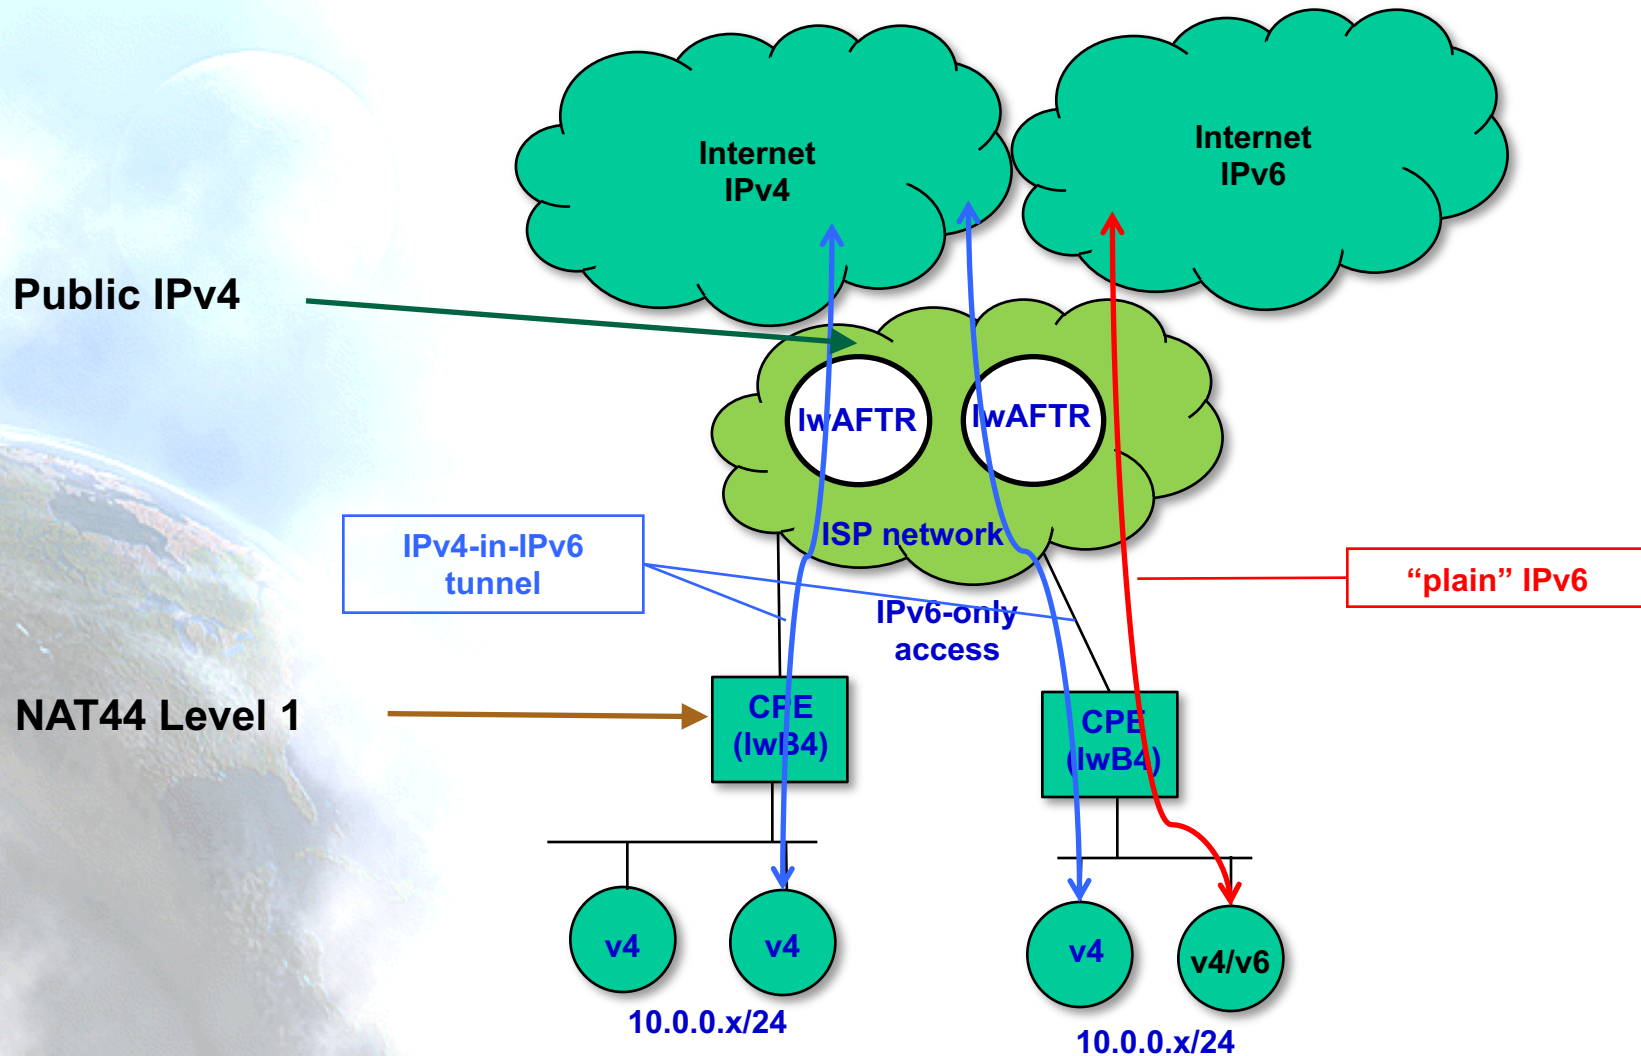 Internet
IPv4
Internet
IPv6
Public IPv4
lwAFTR
lwAFTR
ISP network
IPv4-in-IPv6
tunnel
“plain” IPv6
IPv6-only
access
NAT44 Level 1
CPE
(lwB4)
CPE
(lwB4)
v4
v4
v4
v4/v6
10.0.0.x/24
10.0.0.x/24